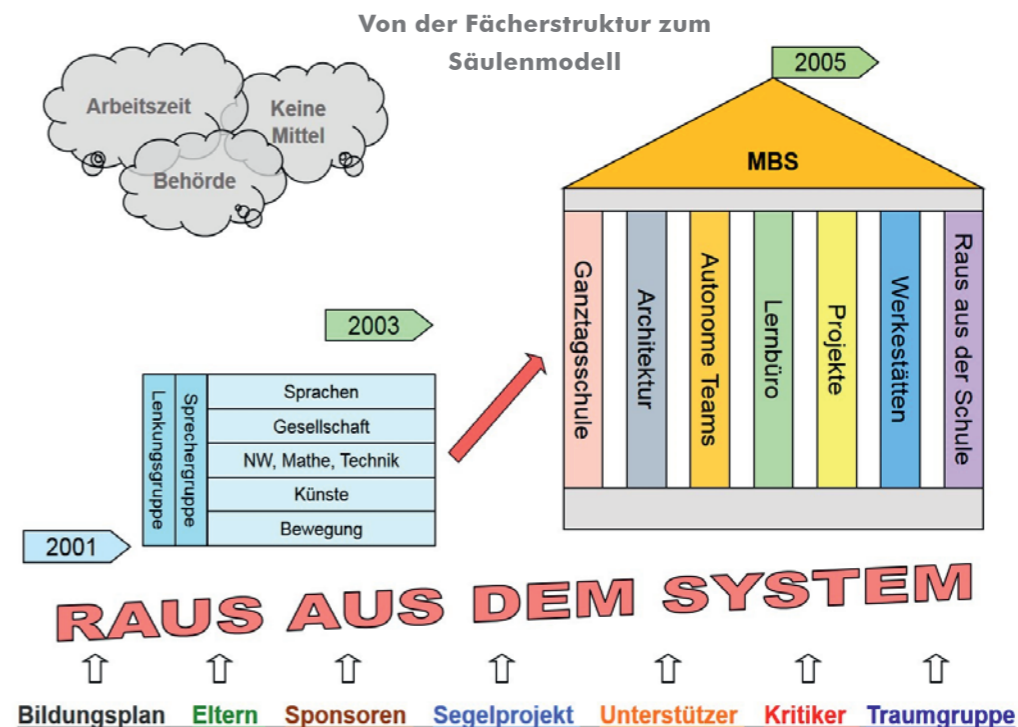 Von der Fächerstruktur zum
Säulenmodell
2005
Arbeitszeit
Keine
Mittel
Behörde
MBS
Ganztagsschule
Architektur
Autonome Teams
Lernbüro
Projekte
Werkestätten
Raus aus der Schule
2003
Lenkungsgruppe
Sprechergruppe
Sprachen
Gesellschaft
NW, Mathe, Technik
Künste
Bewegung
2001
RAUS AUS DEM SYSTEM
Bildungsplan Eltern Sponsoren Segelprojekt Unterstützer Kritiker Traumgruppe